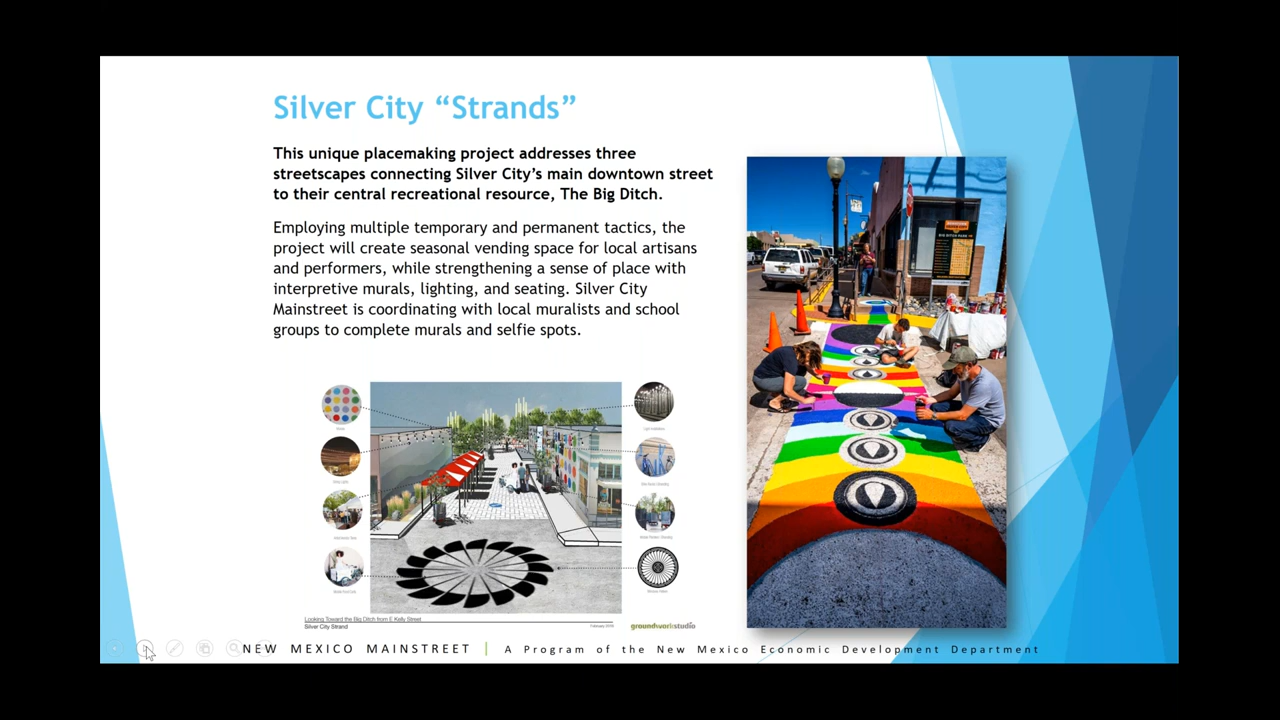 Silver City “Strands”
This unique placemaking project addresses three
streetscapes connecting Silver City’s main downtown street
to their central recreational resource, The Big Ditch.
Employing multiple temporary and permanent tactics, the
project will create seasonal vending space for local artisans
and performers, while strengthening a sense of place with
interpretive murals, lighting, and seating. Silver City
Mainstreet is coordinating with local muralists and school
groups to complete murals and selfie spots.
Looking Toward the Big Ditch from E Kelly Street
Silver City Strand
groundworkstudio
NEW MEXICO MAINSTREET | A Program of the New Mexico Economic Development Department